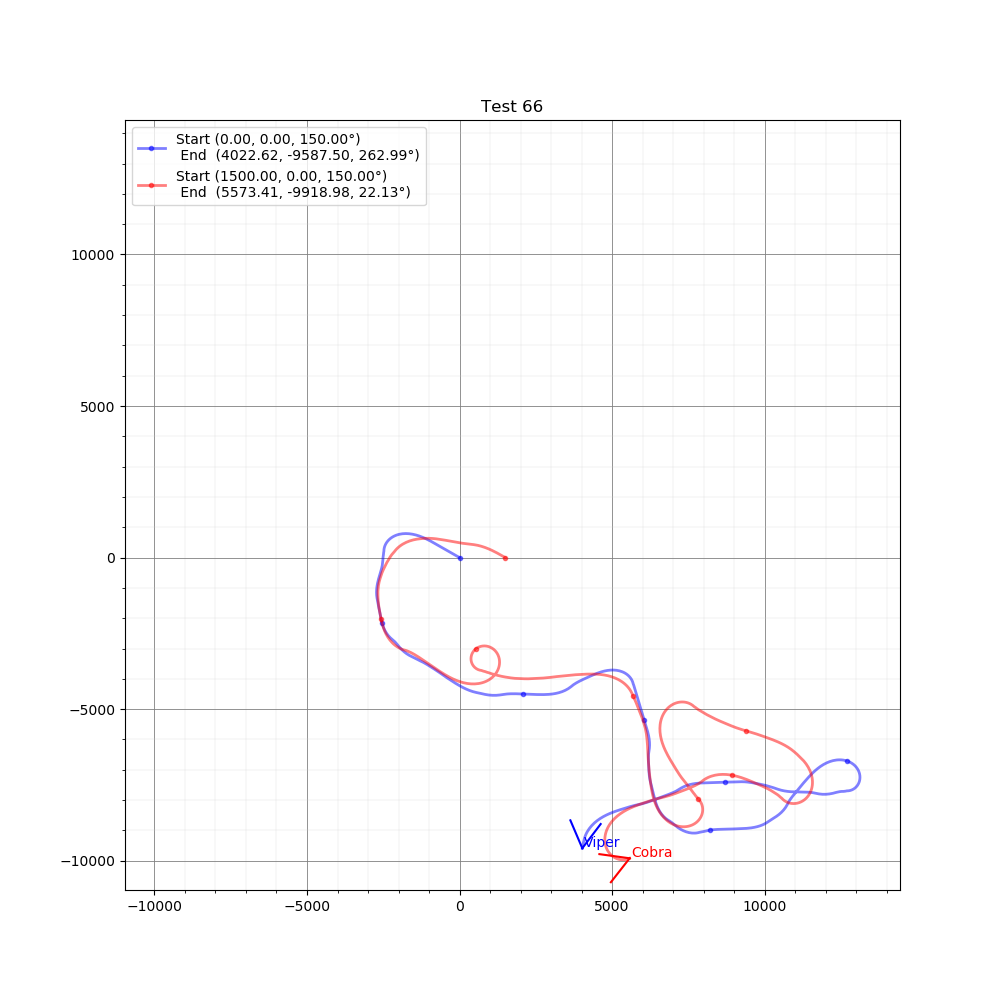 Test 66
Start (0.00, 0.00, 150.00°)
End (4022.62, -9587.50, 262.99°)
Start (1500.00, 0.00, 150.00°)
End (5573.41, -9918.98, 22.13°)
10000
5000
0
−5000
−10000
Viper
Cobra
−10000 −5000 0 5000 10000